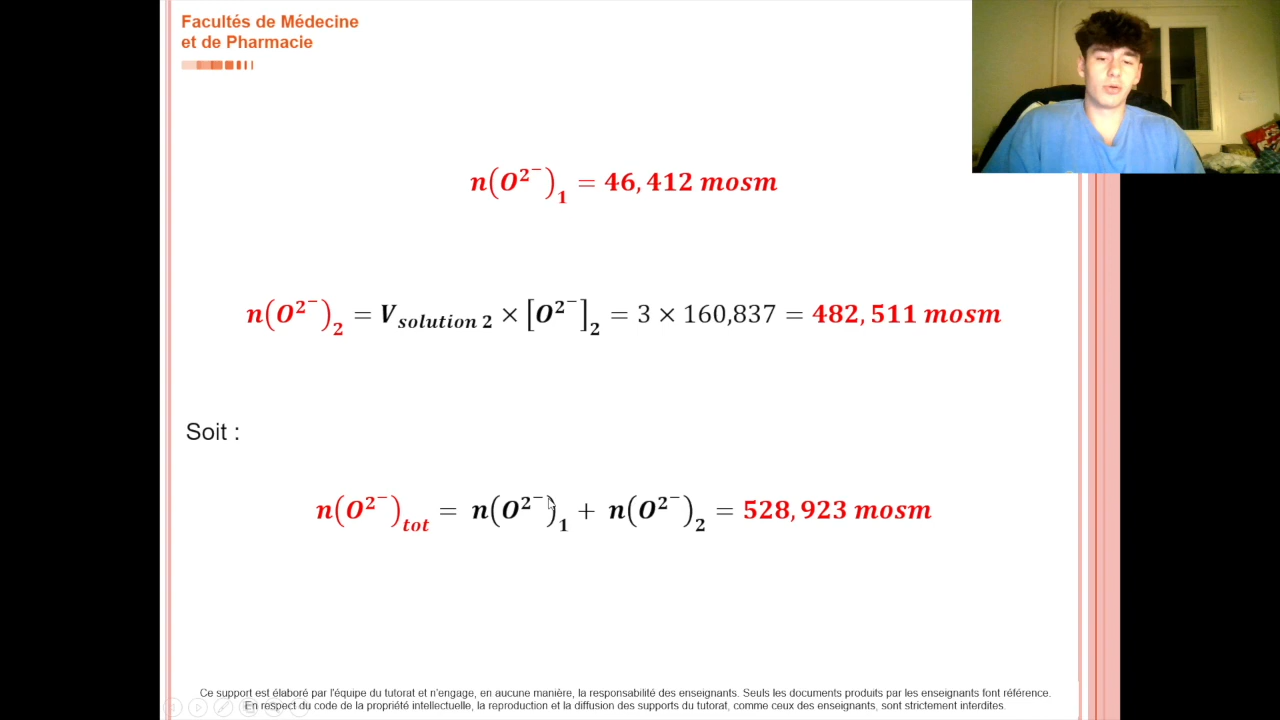 Facultés de Médecine
et de Pharmacie
n(O²⁻)₁ = 46,412 mosm
n(O²⁻)₂ = V_solution 2 × [O²⁻]₂ = 3 × 160,837 = 482,511 mosm
Soit :
n(O²⁻)_tot = n(O²⁻)₁ + n(O²⁻)₂ = 528,923 mosm
Ce support est élaboré par l'équipe du tutorat et n'engage, en aucune manière, la responsabilité des enseignants. Seuls les documents produits par les enseignants font référence.
En respect du code de la propriété intellectuelle, la reproduction et la diffusion des supports du tutorat, comme ceux des enseignants, sont strictement interdites.